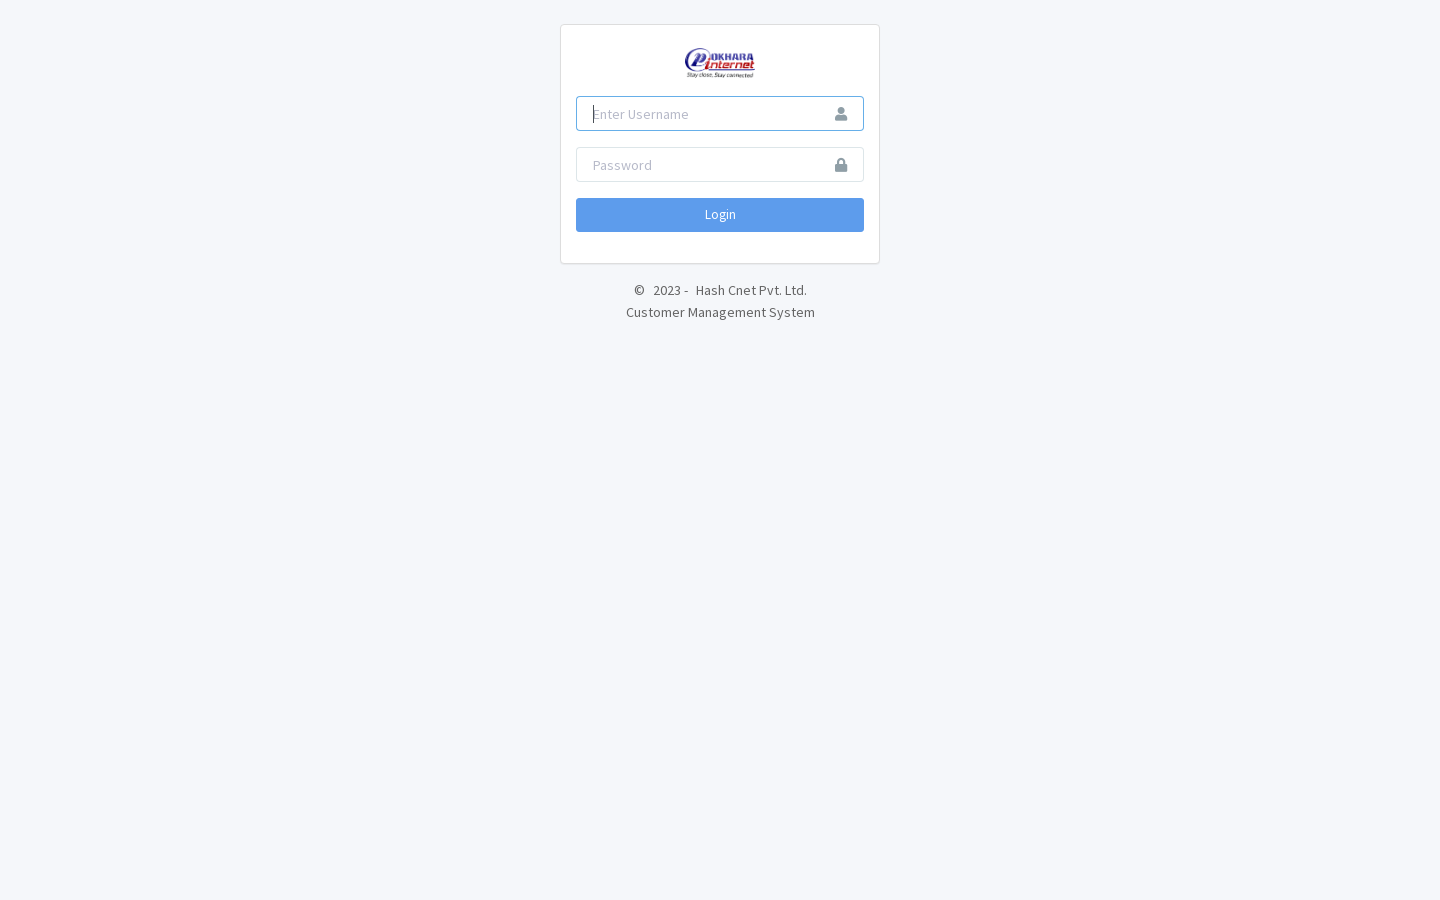 POKHARA
Internet
Stay close, Stay connected
Enter Username
Password
Login
© 2023 - Hash Cnet Pvt. Ltd.
Customer Management System